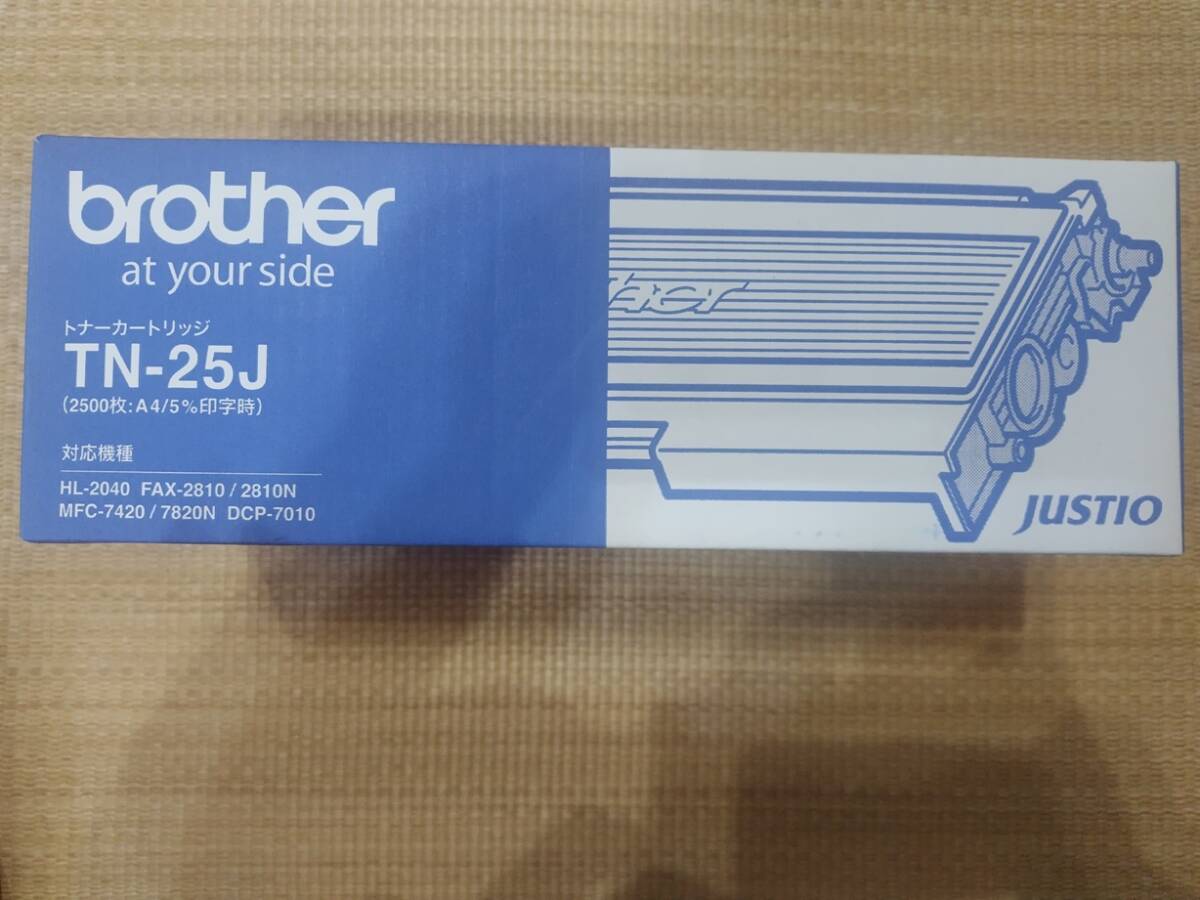 brother
at your side
トナーカートリッジ
TN-25J
(2500枚:A4/5%印字時)
対応機種
HL-2040 FAX-2810 / 2810N
MFC-7420 / 7820N DCP-7010
JUSTIO